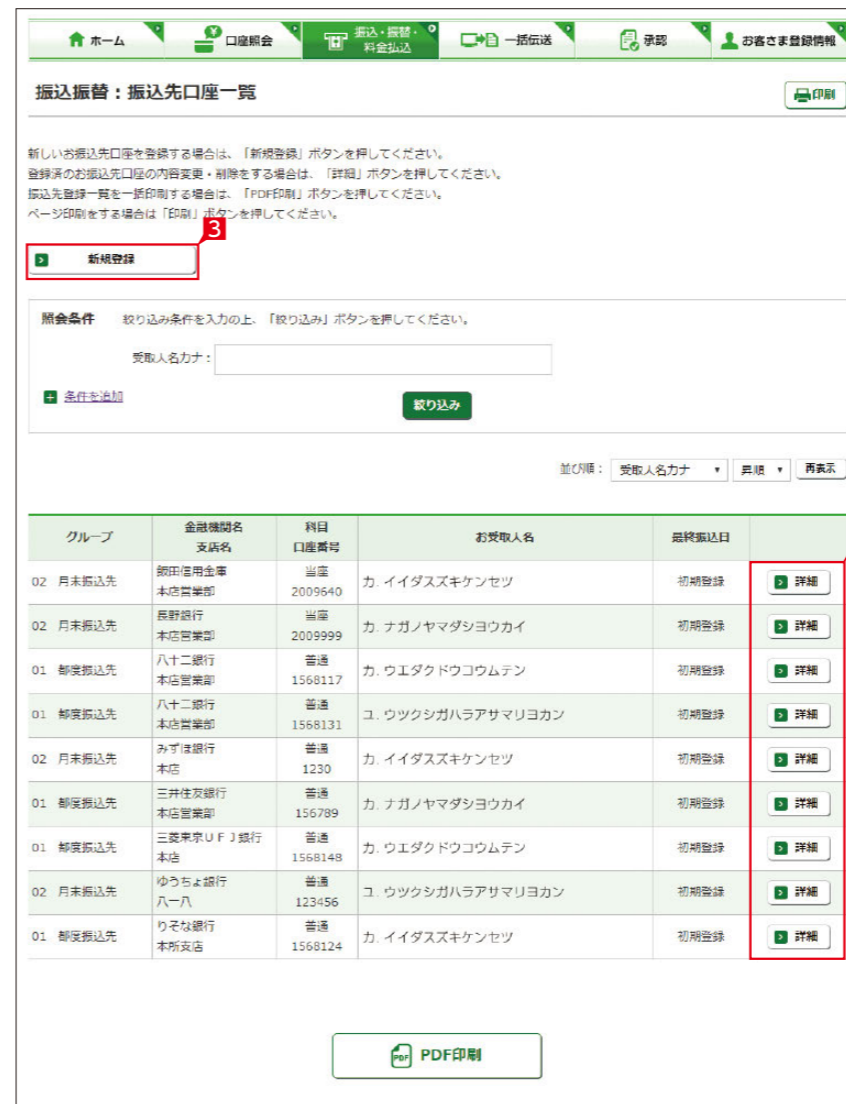 ホーム 口座照会 振込・振替・ 一括伝送 承認 お客さま登録情報
料金払込
振込振替：振込先口座一覧 印刷
新しいお振込先口座を登録する場合は、「新規登録」ボタンを押してください。
登録済のお振込先口座の内容変更・削除をする場合は、「詳細」ボタンを押してください。
振込先登録一覧を一括印刷する場合は、「PDF印刷」ボタンを押してください。
ページ印刷をする場合は「印刷」ボタンを押してください。
3
新規登録
照会条件 絞り込み条件を入力の上、「絞り込み」ボタンを押してください。
受取人名カナ：
条件を追加
絞り込み
並び順： 受取人名カナ 昇順 再表示
グループ 金融機関名 科目 お受取人名 最終振込日
支店名 口座番号
02 月末振込先 飯田信用金庫 当座 カ．イイダスズキケンセツ 初期登録 詳細
本店営業部 2009640
02 月末振込先 長野銀行 当座 カ．ナガノヤマダシヨウカイ 初期登録 詳細
本店営業部 2009999
01 都度振込先 八十二銀行 普通 カ．ウエダクドウコウムテン 初期登録 詳細
本店営業部 1568117
01 都度振込先 八十二銀行 普通 ユ．ウツクシガハラアサマリヨカン 初期登録 詳細
本店営業部 1568131
02 月末振込先 みずほ銀行 普通 カ．イイダスズキケンセツ 初期登録 詳細
本店 1230
01 都度振込先 三井住友銀行 普通 カ．ナガノヤマダシヨウカイ 初期登録 詳細
本店営業部 156789
01 都度振込先 三菱東京ＵＦＪ銀行 普通 カ．ウエダクドウコウムテン 初期登録 詳細
本店 1568148
02 月末振込先 ゆうちょ銀行 普通 ユ．ウツクシガハラアサマリヨカン 初期登録 詳細
八一八 123456
01 都度振込先 りそな銀行 普通 カ．イイダスズキケンセツ 初期登録 詳細
本所支店 1568124
PDF PDF印刷